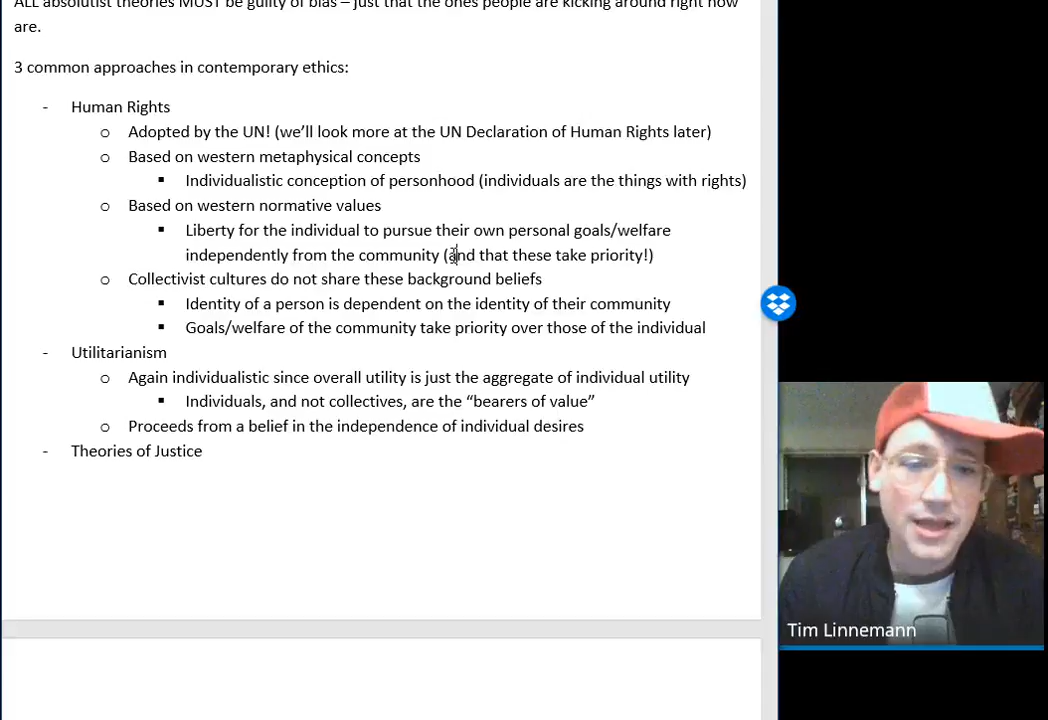 ALL absolutist theories MUST be guilty of bias – just that the ones people are kicking around right now
are.
3 common approaches in contemporary ethics:
- Human Rights
o Adopted by the UN! (we'll look more at the UN Declaration of Human Rights later)
o Based on western metaphysical concepts
▪ Individualistic conception of personhood (individuals are the things with rights)
o Based on western normative values
▪ Liberty for the individual to pursue their own personal goals/welfare
independently from the community (and that these take priority!)
o Collectivist cultures do not share these background beliefs
▪ Identity of a person is dependent on the identity of their community
▪ Goals/welfare of the community take priority over those of the individual
- Utilitarianism
o Again individualistic since overall utility is just the aggregate of individual utility
▪ Individuals, and not collectives, are the “bearers of value”
o Proceeds from a belief in the independence of individual desires
- Theories of Justice
Tim Linnemann